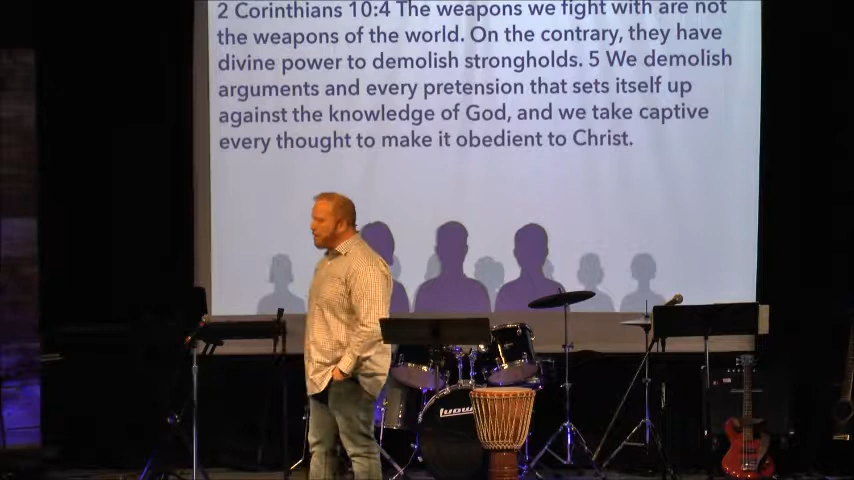 2 Corinthians 10:4 The weapons we fight with are not
the weapons of the world. On the contrary, they have
divine power to demolish strongholds. 5 We demolish
arguments and every pretension that sets itself up
against the knowledge of God, and we take captive
every thought to make it obedient to Christ.